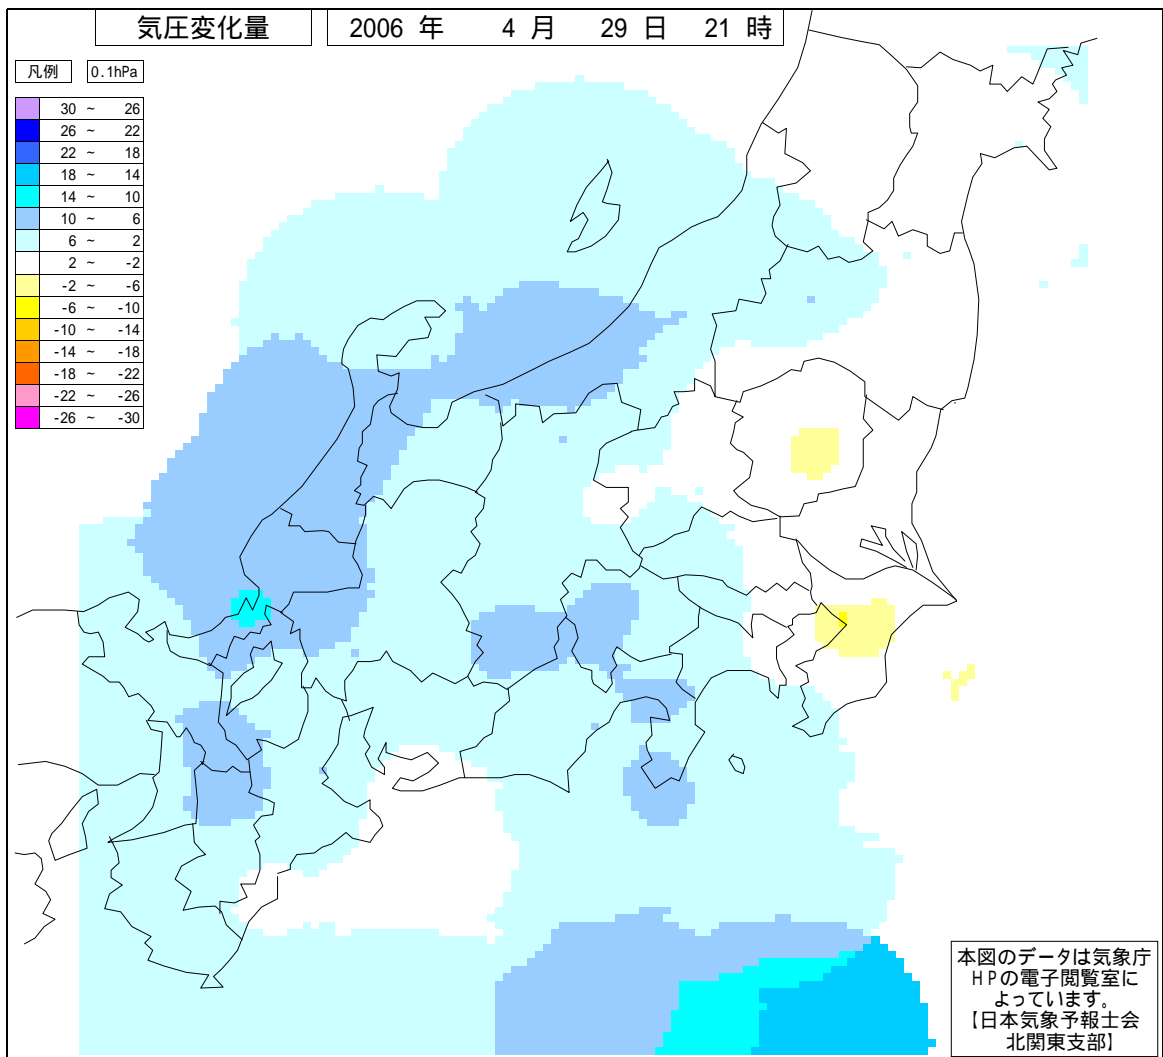 気圧変化量 2006 年 4 月 29 日 21 時
凡例 0.1hPa
30 ~ 26
26 ~ 22
22 ~ 18
18 ~ 14
14 ~ 10
10 ~ 6
6 ~ 2
2 ~ -2
-2 ~ -6
-6 ~ -10
-10 ~ -14
-14 ~ -18
-18 ~ -22
-22 ~ -26
-26 ~ -30
本図のデータは気象庁
HPの電子閲覧室に
よっています。
【日本気象予報士会
北関東支部】